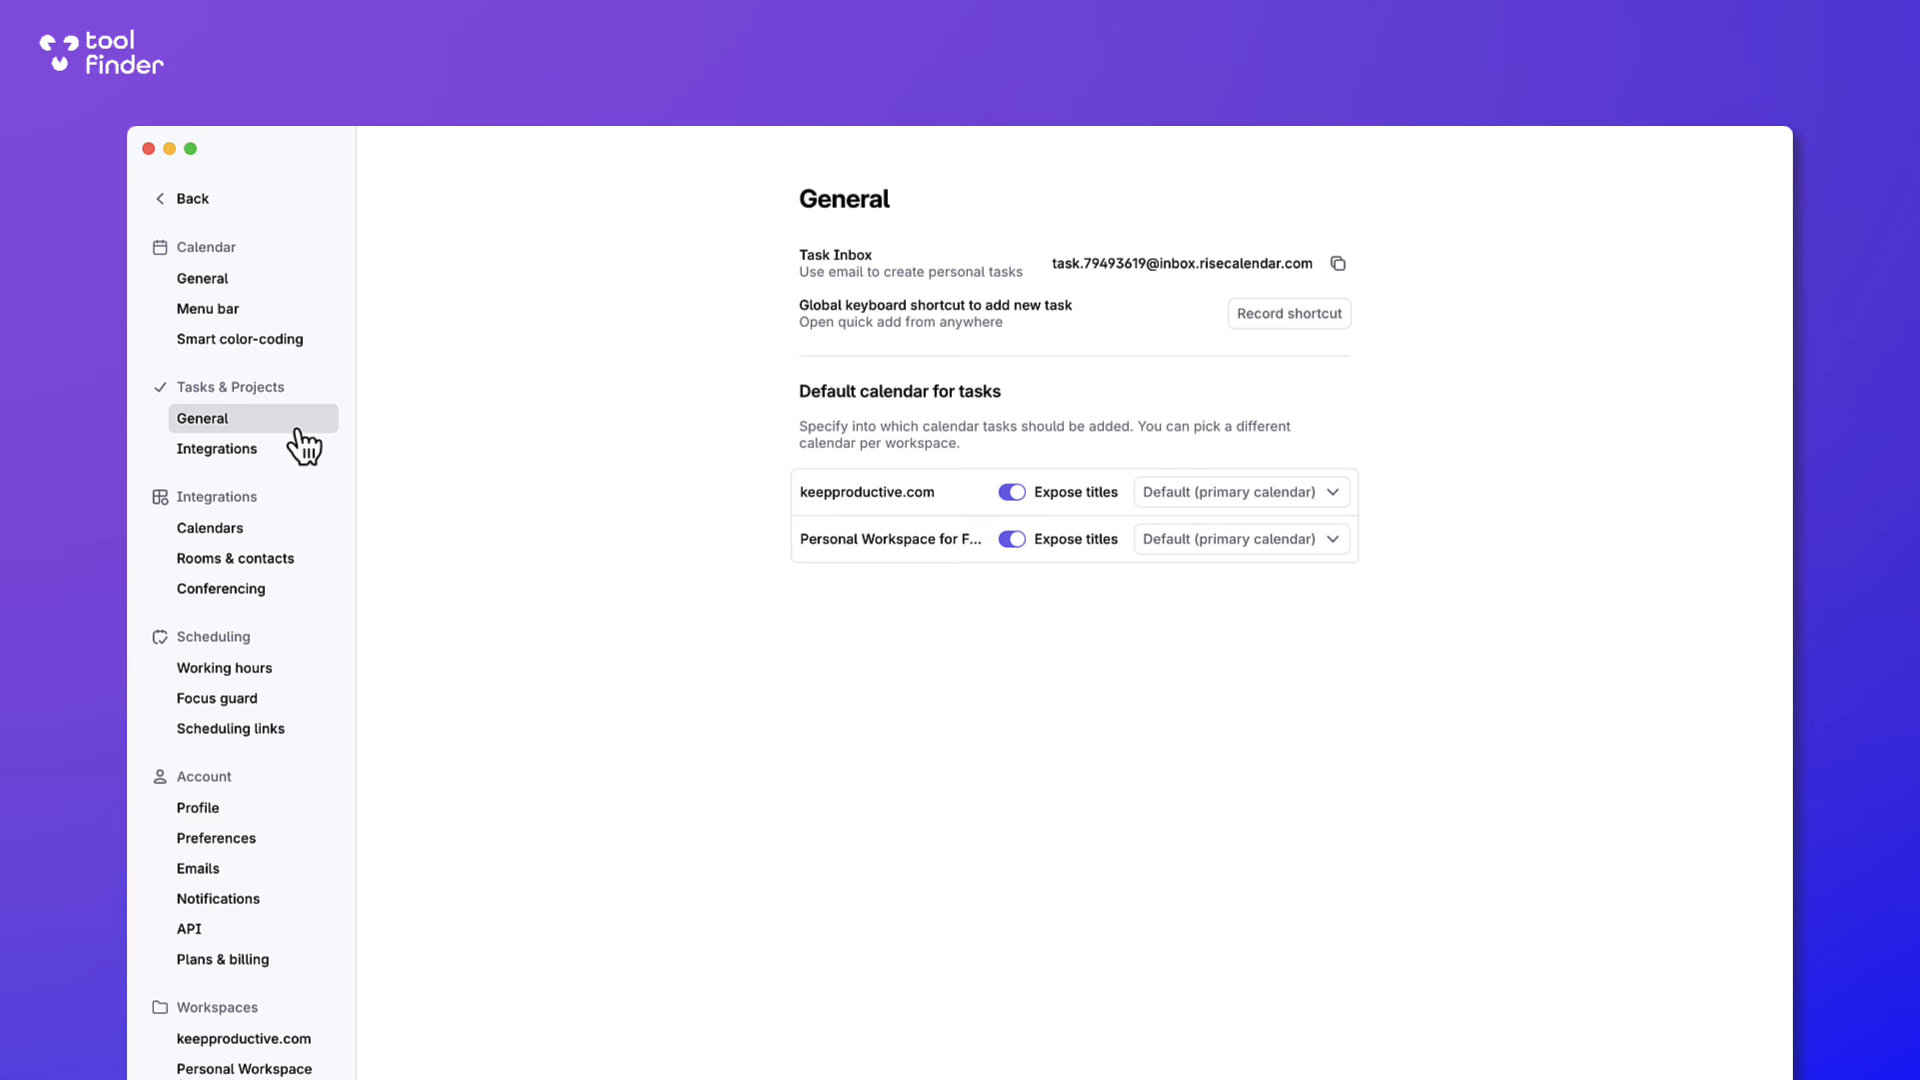 tool
finder
Back
Calendar
General
Menu bar
Smart color-coding
Tasks & Projects
General
Integrations
Integrations
Calendars
Rooms & contacts
Conferencing
Scheduling
Working hours
Focus guard
Scheduling links
Account
Profile
Preferences
Emails
Notifications
API
Plans & billing
Workspaces
keepproductive.com
Personal Workspace
General
Task Inbox
Use email to create personal tasks
task.79493619@inbox.risecalendar.com
Global keyboard shortcut to add new task
Open quick add from anywhere
Record shortcut
Default calendar for tasks
Specify into which calendar tasks should be added. You can pick a different
calendar per workspace.
keepproductive.com Expose titles Default (primary calendar)
Personal Workspace for F... Expose titles Default (primary calendar)